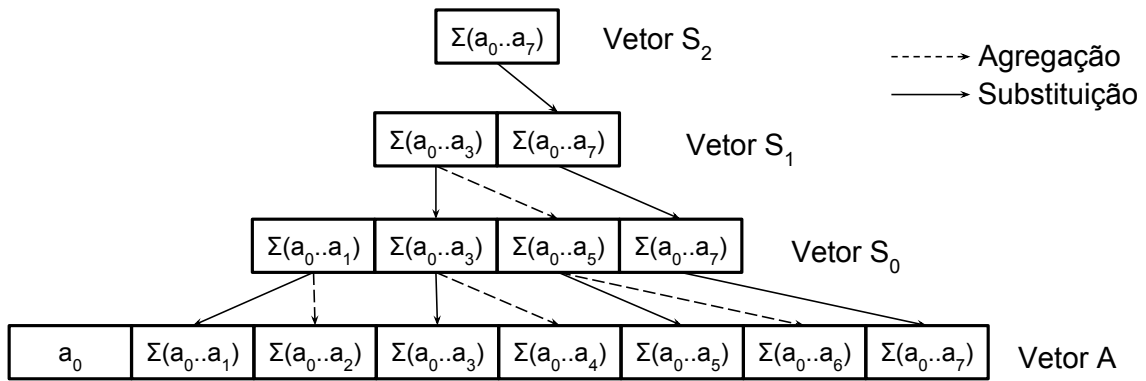 Σ(a₀..a₇) Vetor S₂
Agregação
Substituição
Σ(a₀..a₃) Σ(a₀..a₇) Vetor S₁
Σ(a₀..a₁) Σ(a₀..a₃) Σ(a₀..a₅) Σ(a₀..a₇) Vetor S₀
a₀ Σ(a₀..a₁) Σ(a₀..a₂) Σ(a₀..a₃) Σ(a₀..a₄) Σ(a₀..a₅) Σ(a₀..a₆) Σ(a₀..a₇) Vetor A